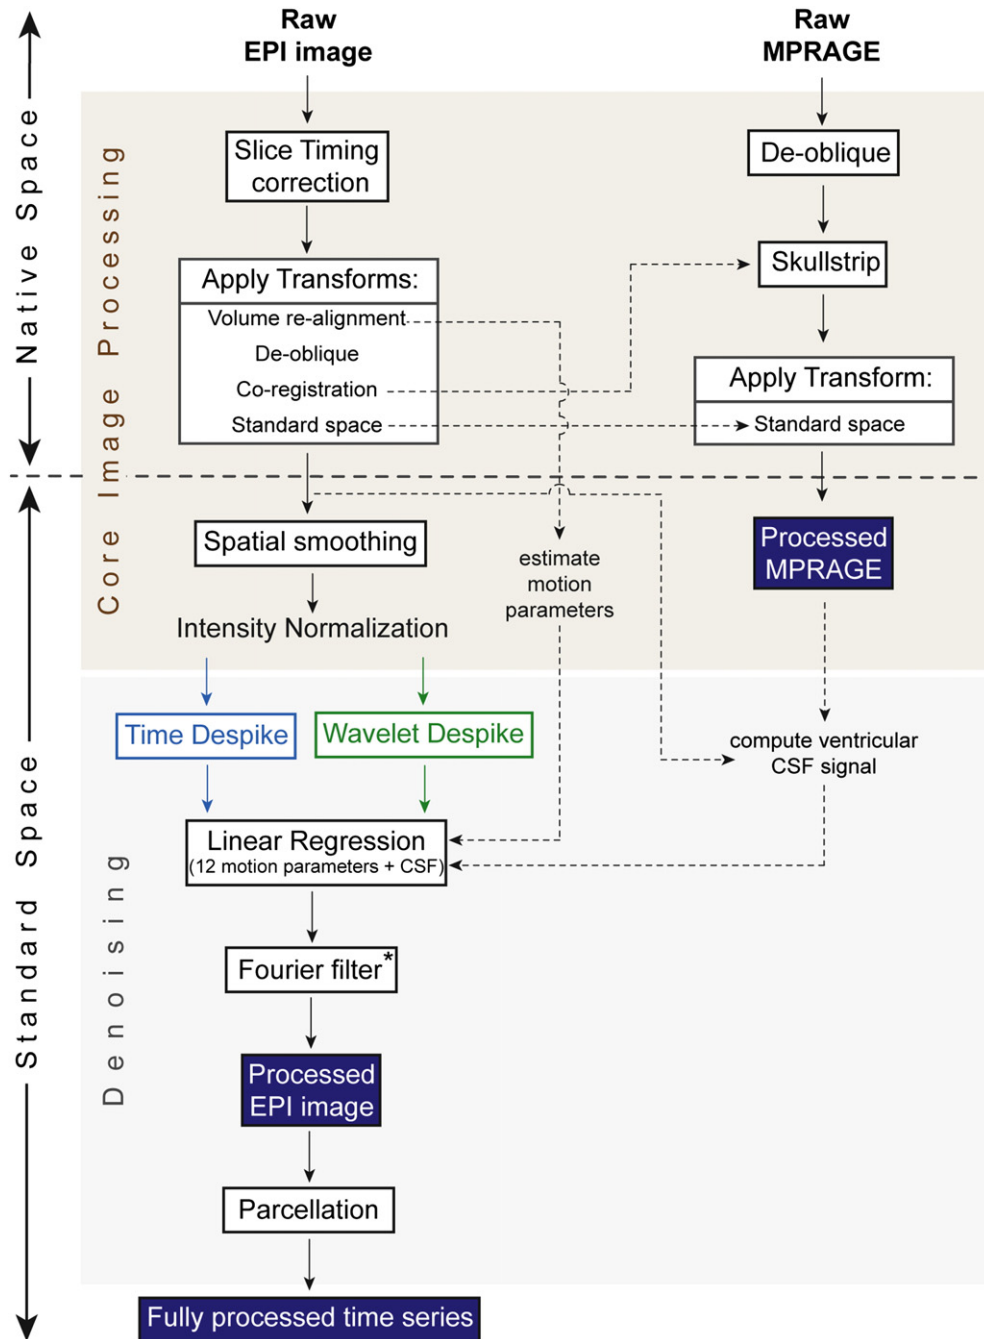 Raw
EPI image
Raw
MPRAGE
Native Space
Core Image Processing
Slice Timing
correction
De-oblique
Skullstrip
Apply Transforms:
Volume re-alignment
De-oblique
Co-registration
Standard space
Apply Transform:
Standard space
Standard Space
Spatial smoothing
Intensity Normalization
estimate
motion
parameters
Processed
MPRAGE
Denoising
Time Despike
Wavelet Despike
compute ventricular
CSF signal
Linear Regression
(12 motion parameters + CSF)
Fourier filter*
Processed
EPI image
Parcellation
Fully processed time series